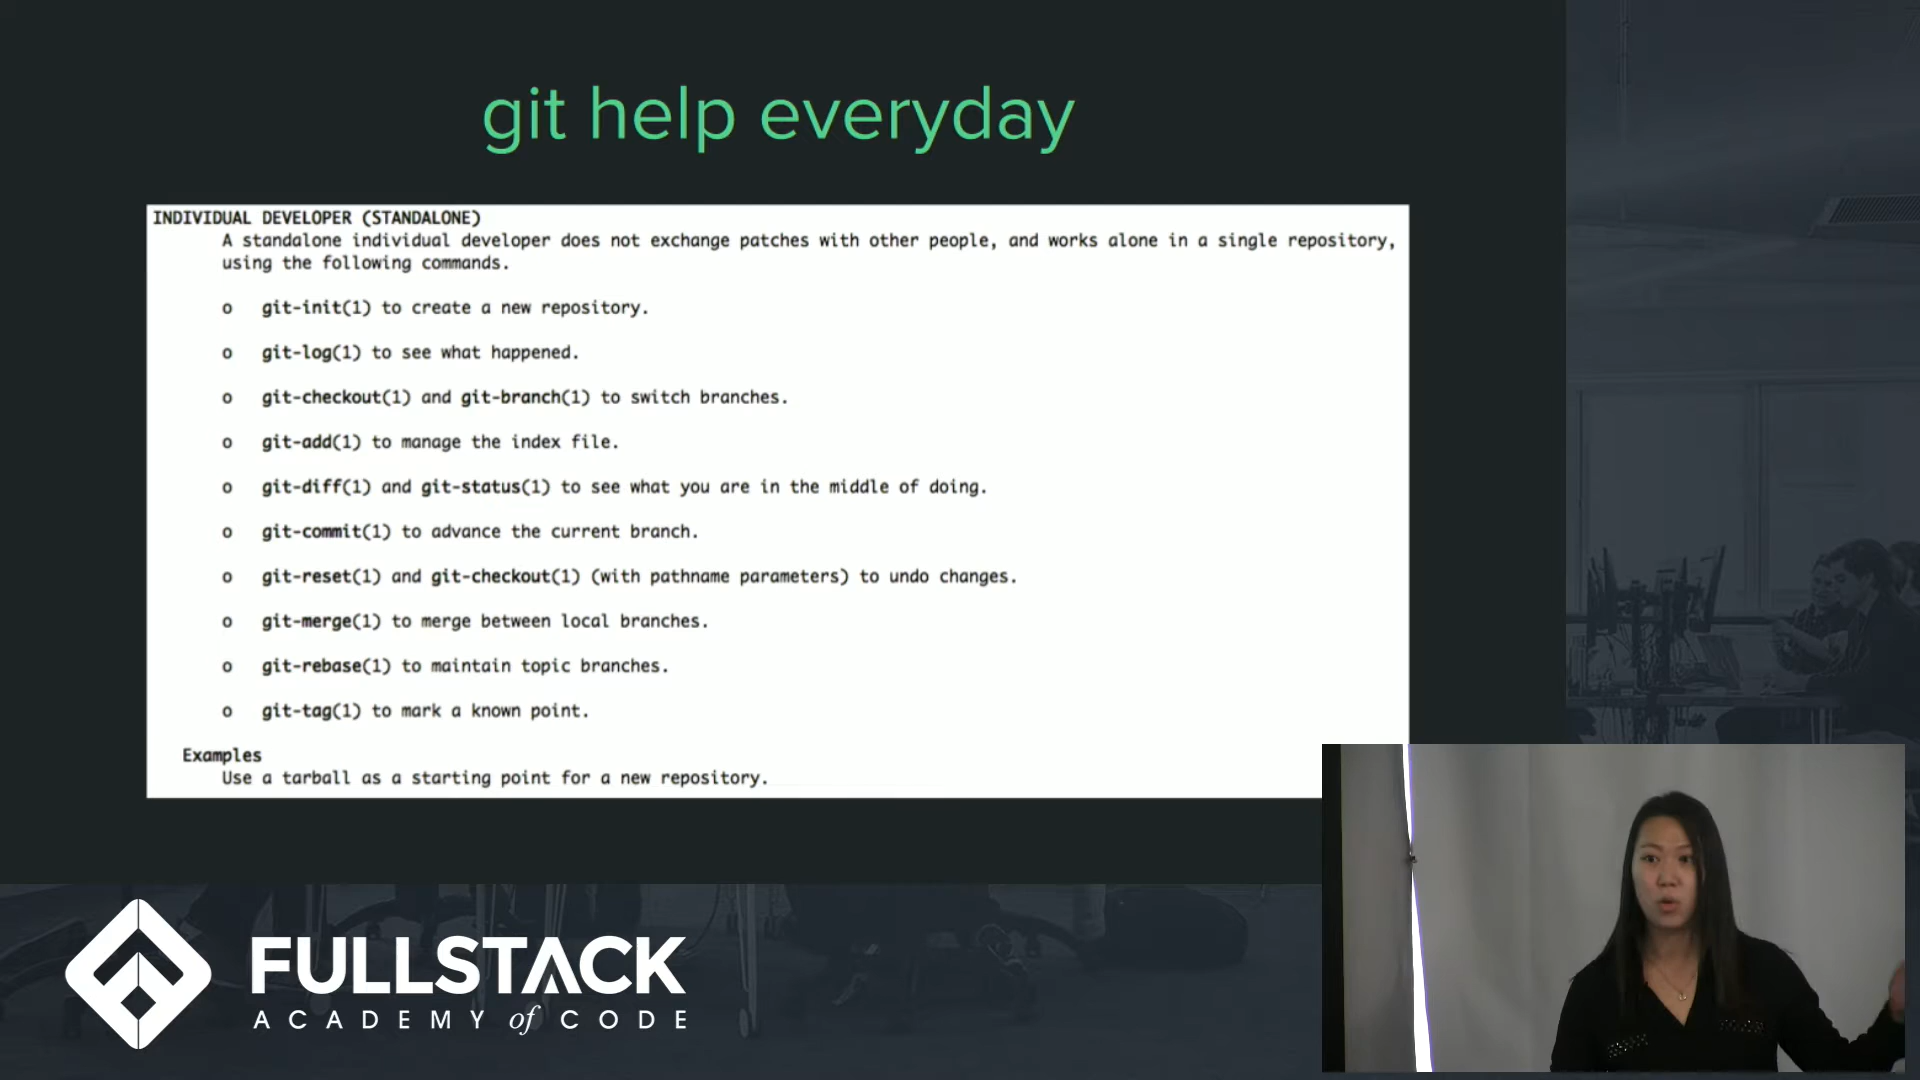 git help everyday
INDIVIDUAL DEVELOPER (STANDALONE)
A standalone individual developer does not exchange patches with other people, and works alone in a single repository,
using the following commands.
o git-init(1) to create a new repository.
o git-log(1) to see what happened.
o git-checkout(1) and git-branch(1) to switch branches.
o git-add(1) to manage the index file.
o git-diff(1) and git-status(1) to see what you are in the middle of doing.
o git-commit(1) to advance the current branch.
o git-reset(1) and git-checkout(1) (with pathname parameters) to undo changes.
o git-merge(1) to merge between local branches.
o git-rebase(1) to maintain topic branches.
o git-tag(1) to mark a known point.
Examples
Use a tarball as a starting point for a new repository.
FULLSTACK
ACADEMY of CODE